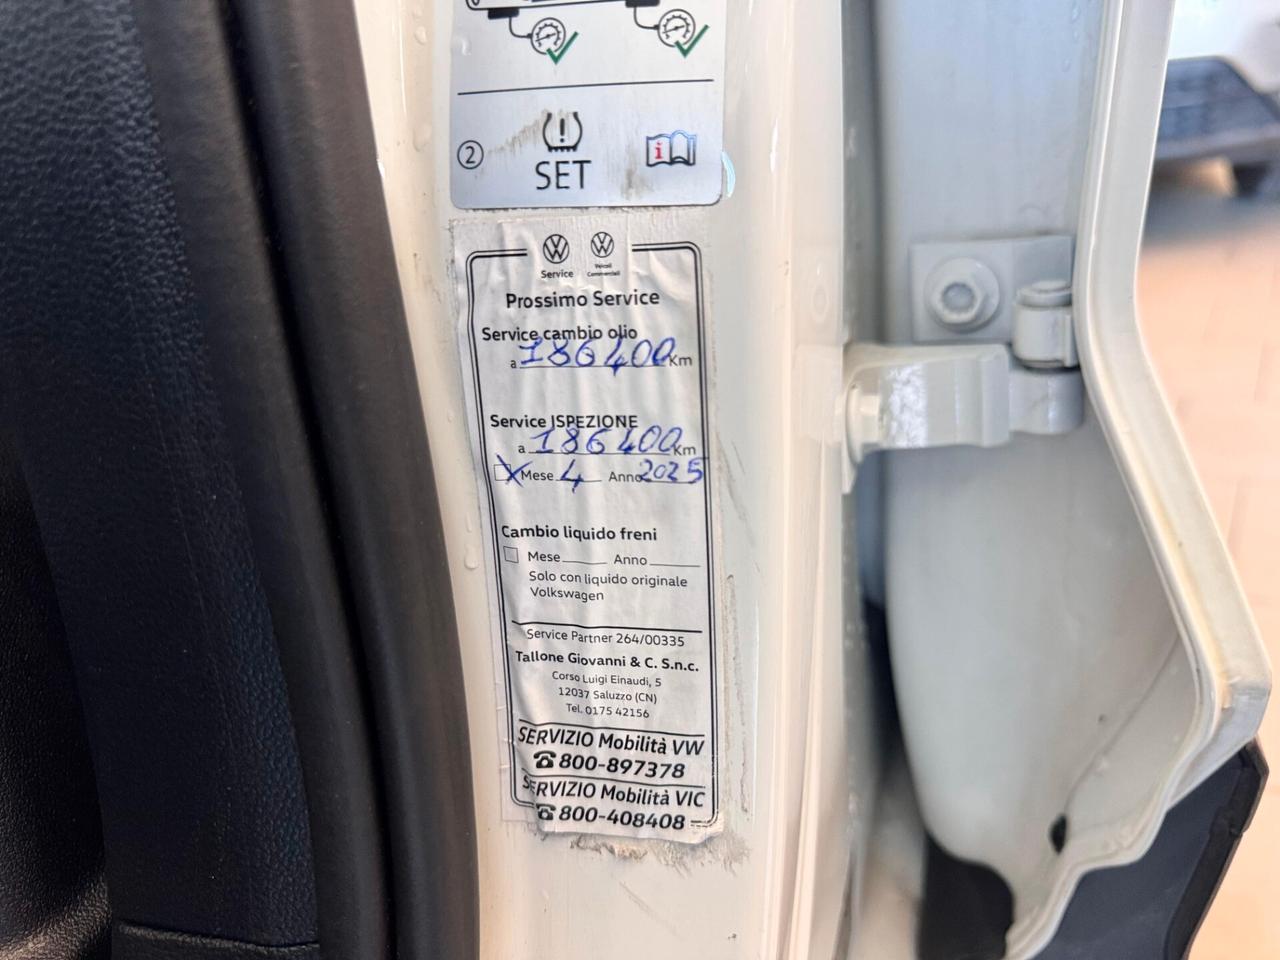 2
SET
i
Service
Veicoli
Commerciali
Prossimo Service
Service cambio olio
a 186400 Km
Service ISPEZIONE
a 186400 Km
X Mese 4 Anno 2025
Cambio liquido freni
Mese Anno
Solo con liquido originale
Volkswagen
Service Partner 264/00335
Tallone Giovanni & C. S.n.c.
Corso Luigi Einaudi, 5
12037 Saluzzo (CN)
Tel. 0175 42156
SERVIZIO Mobilità VW
☎800-897378
SERVIZIO Mobilità VIC
☎800-408408